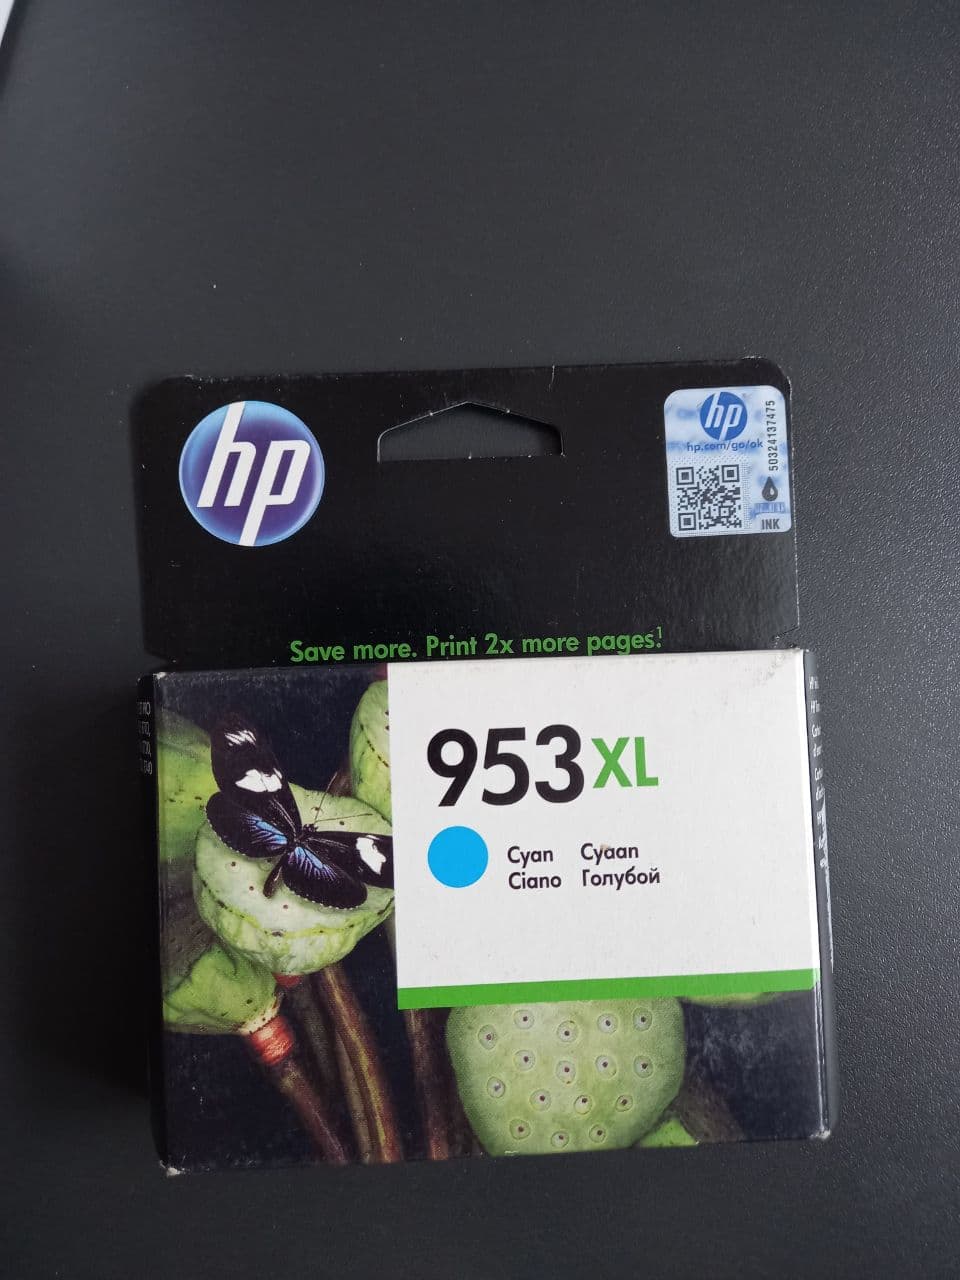 hp
hp
hp.com/go/ok
50324137475
INK
Save more. Print 2x more pages!¹
953XL
Cyan Cyaan
Ciano Голубой